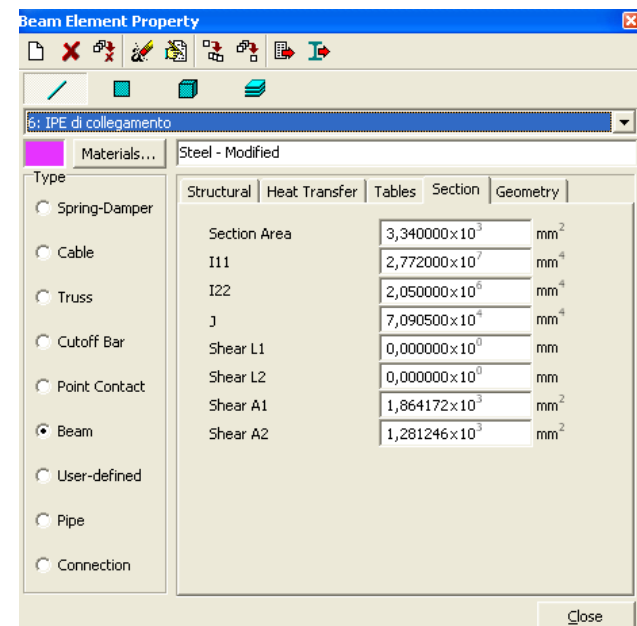 Beam Element Property
6: IPE di collegamento
Materials... Steel - Modified
Type
Structural Heat Transfer Tables Section Geometry
Spring-Damper
Section Area 3,340000x10³ mm²
Cable
I11 2,772000x10⁷ mm⁴
I22 2,050000x10⁶ mm⁴
Truss
J 7,090500x10⁴ mm⁴
Cutoff Bar
Shear L1 0,000000x10⁰ mm
Shear L2 0,000000x10⁰ mm
Point Contact
Shear A1 1,864172x10³ mm²
Beam
Shear A2 1,281246x10³ mm²
User-defined
Pipe
Connection
Close